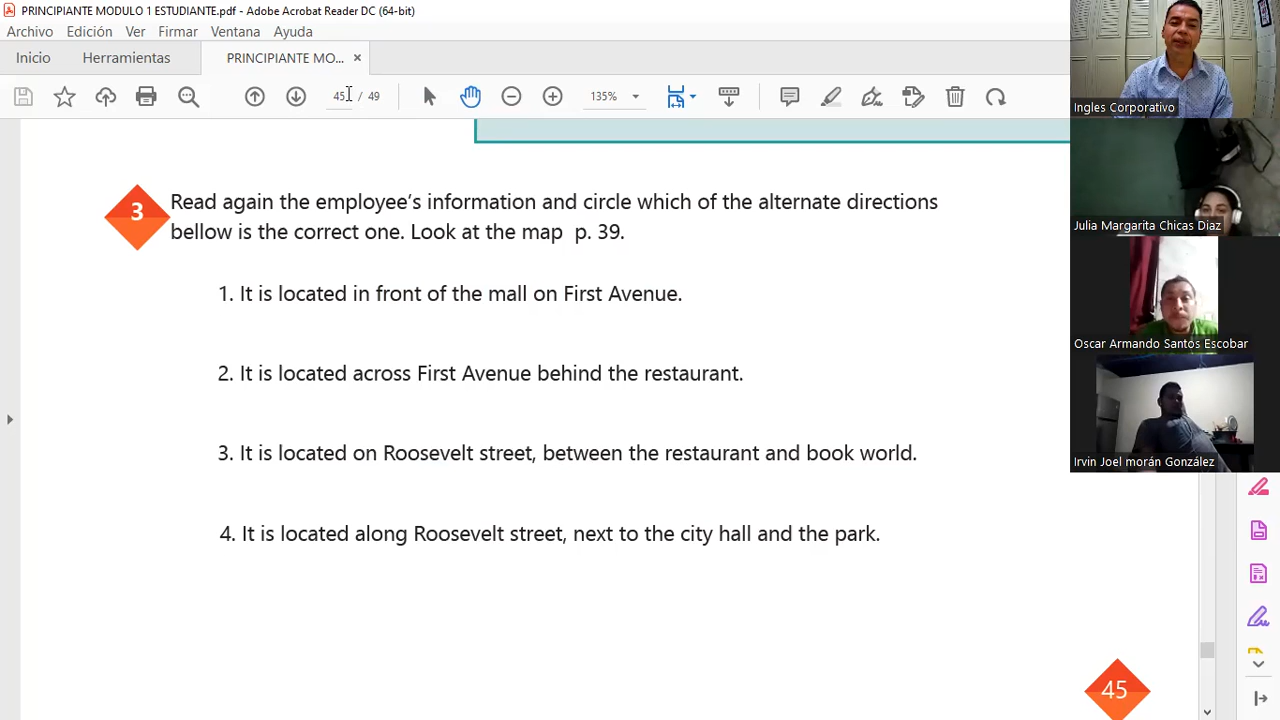 PRINCIPIANTE MODULO 1 ESTUDIANTE.pdf - Adobe Acrobat Reader DC (64-bit)
Archivo Edición Ver Firmar Ventana Ayuda
Inicio Herramientas PRINCIPIANTE MO... ×
45 / 49 135%
3 Read again the employee's information and circle which of the alternate directions
bellow is the correct one. Look at the map p. 39.
1. It is located in front of the mall on First Avenue.
2. It is located across First Avenue behind the restaurant.
3. It is located on Roosevelt street, between the restaurant and book world.
4. It is located along Roosevelt street, next to the city hall and the park.
45
Ingles Corporativo
Julia Margarita Chicas Diaz
Oscar Armando Santos Escobar
Irvin Joel morán González